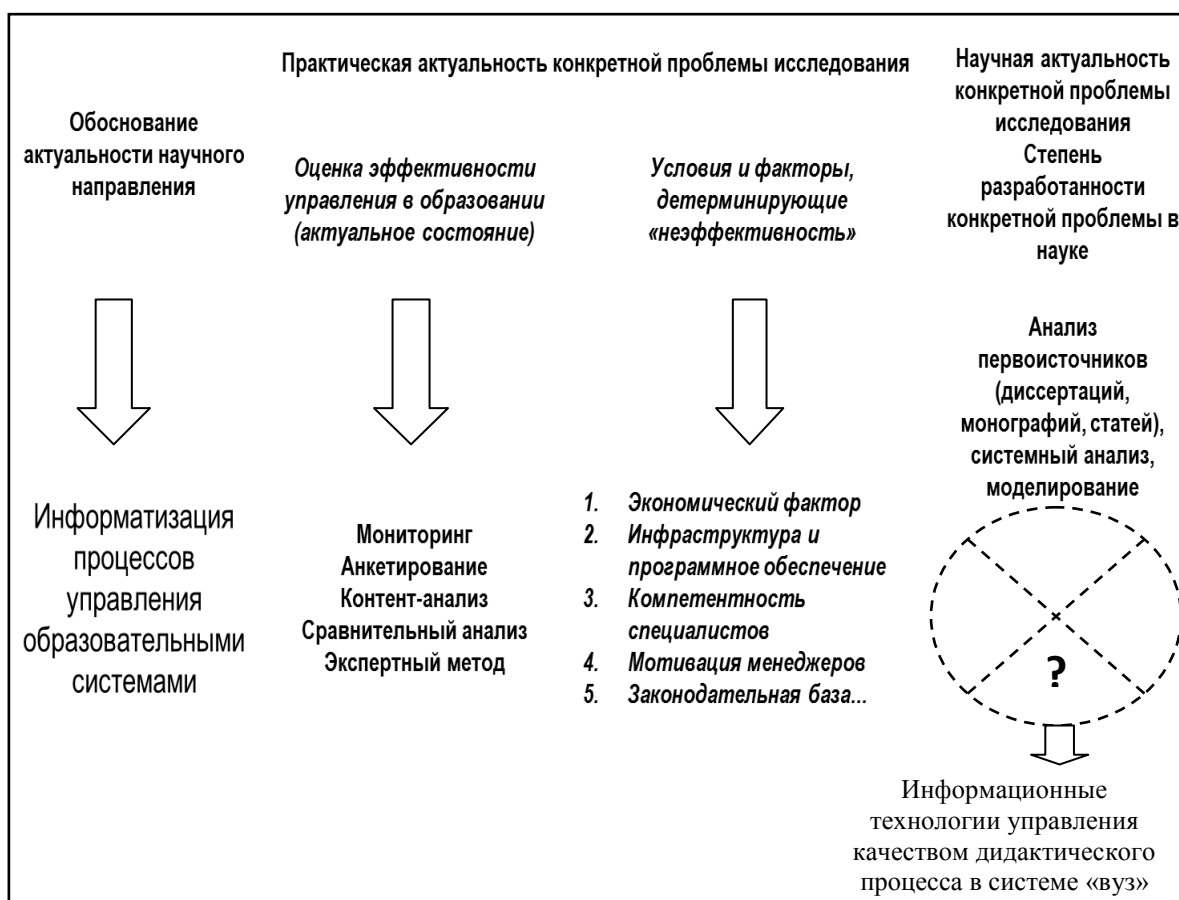 Обоснование
актуальности научного
направления
Информатизация
процессов
управления
образовательными
системами
Практическая актуальность конкретной проблемы исследования
Оценка эффективности
управления в образовании
(актуальное состояние)
Мониторинг
Анкетирование
Контент-анализ
Сравнительный анализ
Экспертный метод
Условия и факторы,
детерминирующие
«неэффективность»
1. Экономический фактор
2. Инфраструктура и
программное обеспечение
3. Компетентность
специалистов
4. Мотивация менеджеров
5. Законодательная база...
Научная актуальность
конкретной проблемы
исследования
Степень
разработанности
конкретной проблемы в
науке
Анализ
первоисточников
(диссертаций,
монографий, статей),
системный анализ,
моделирование
?
Информационные
технологии управления
качеством дидактического
процесса в системе «вуз»